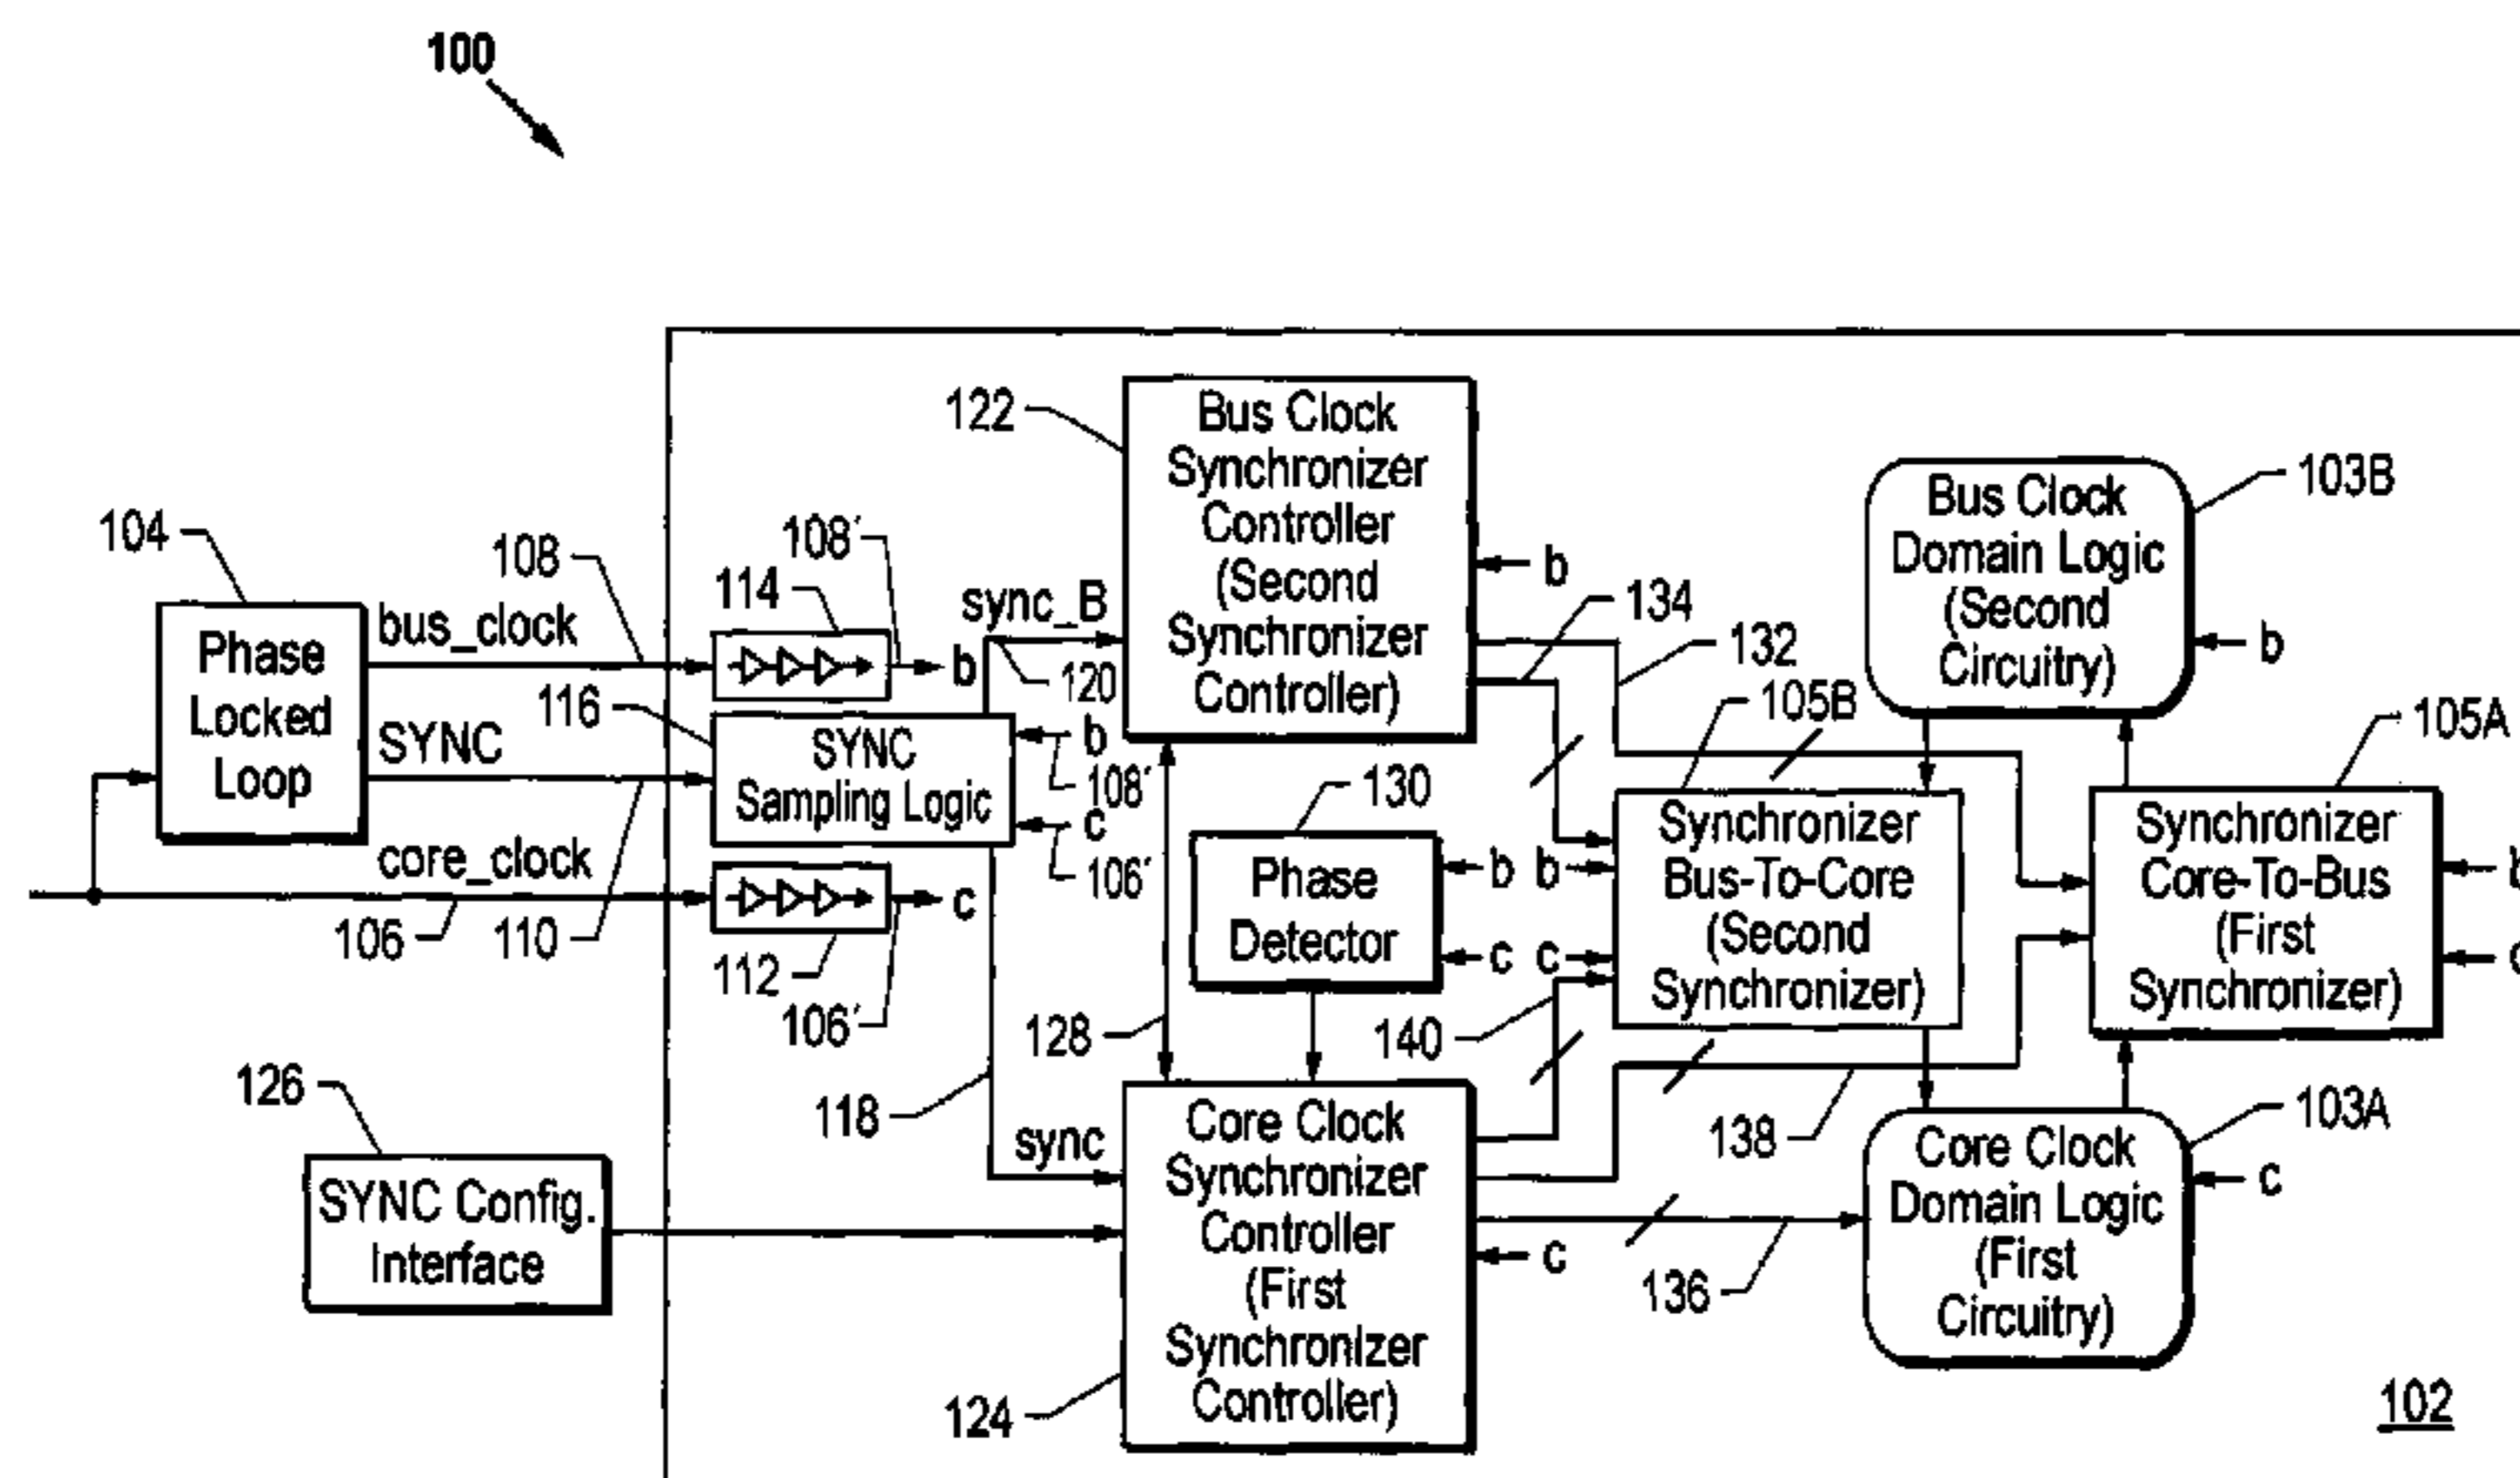 100
122
Bus Clock
Synchronizer
Controller
(Second
Synchronizer
Controller)
b
103B
Bus Clock
Domain Logic
(Second
Circuitry)
b
104
Phase
Locked
Loop
108
bus_clock
SYNC
core_clock
106
110
114
108´
b
116
SYNC
Sampling Logic
b
108´
c
106´
sync_B
120
c
112
106´
134
132
105B
105A
130
Phase
Detector
b
c
b
c
Synchronizer
Bus-To-Core
(Second
Synchronizer)
Synchronizer
Core-To-Bus
(First
Synchronizer)
128
140
118
sync
138
126
SYNC Config.
Interface
Core Clock
Synchronizer
Controller
(First
Synchronizer
Controller)
124
c
136
103A
Core Clock
Domain Logic
(First
Circuitry)
c
102